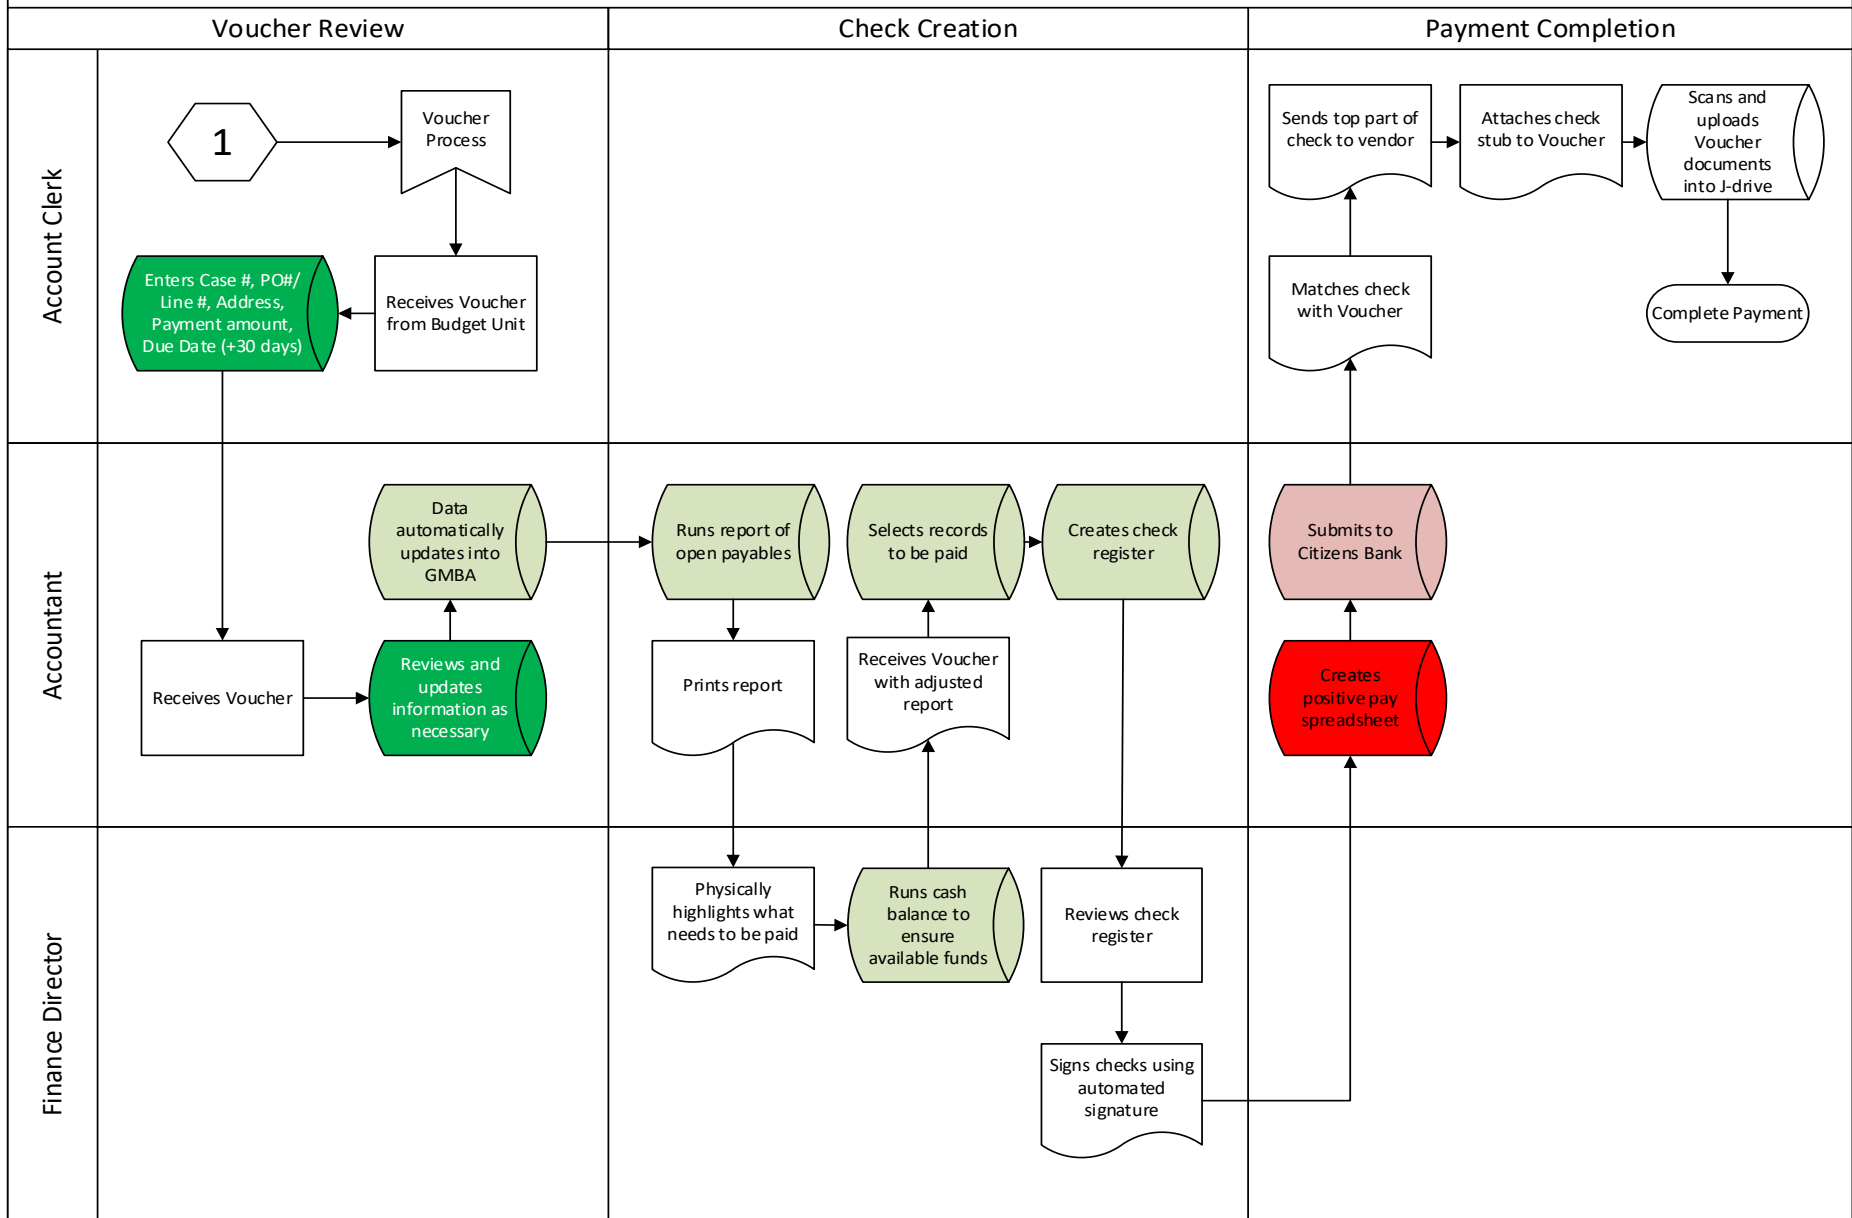 Voucher Review
Check Creation
Payment Completion
Account Clerk
1
Voucher
Process
Receives Voucher
from Budget Unit
Enters Case #, PO#/
Line #, Address,
Payment amount,
Due Date (+30 days)
Sends top part of
check to vendor
Attaches check
stub to Voucher
Scans and
uploads
Voucher
documents
into J-drive
Matches check
with Voucher
Complete Payment
Accountant
Receives Voucher
Reviews and
updates
information as
necessary
Data
automatically
updates into
GMBA
Runs report of
open payables
Prints report
Receives Voucher
with adjusted
report
Selects records
to be paid
Creates check
register
Submits to
Citizens Bank
Creates
positive pay
spreadsheet
Finance Director
Physically
highlights what
needs to be paid
Runs cash
balance to
ensure
available funds
Reviews check
register
Signs checks using
automated
signature